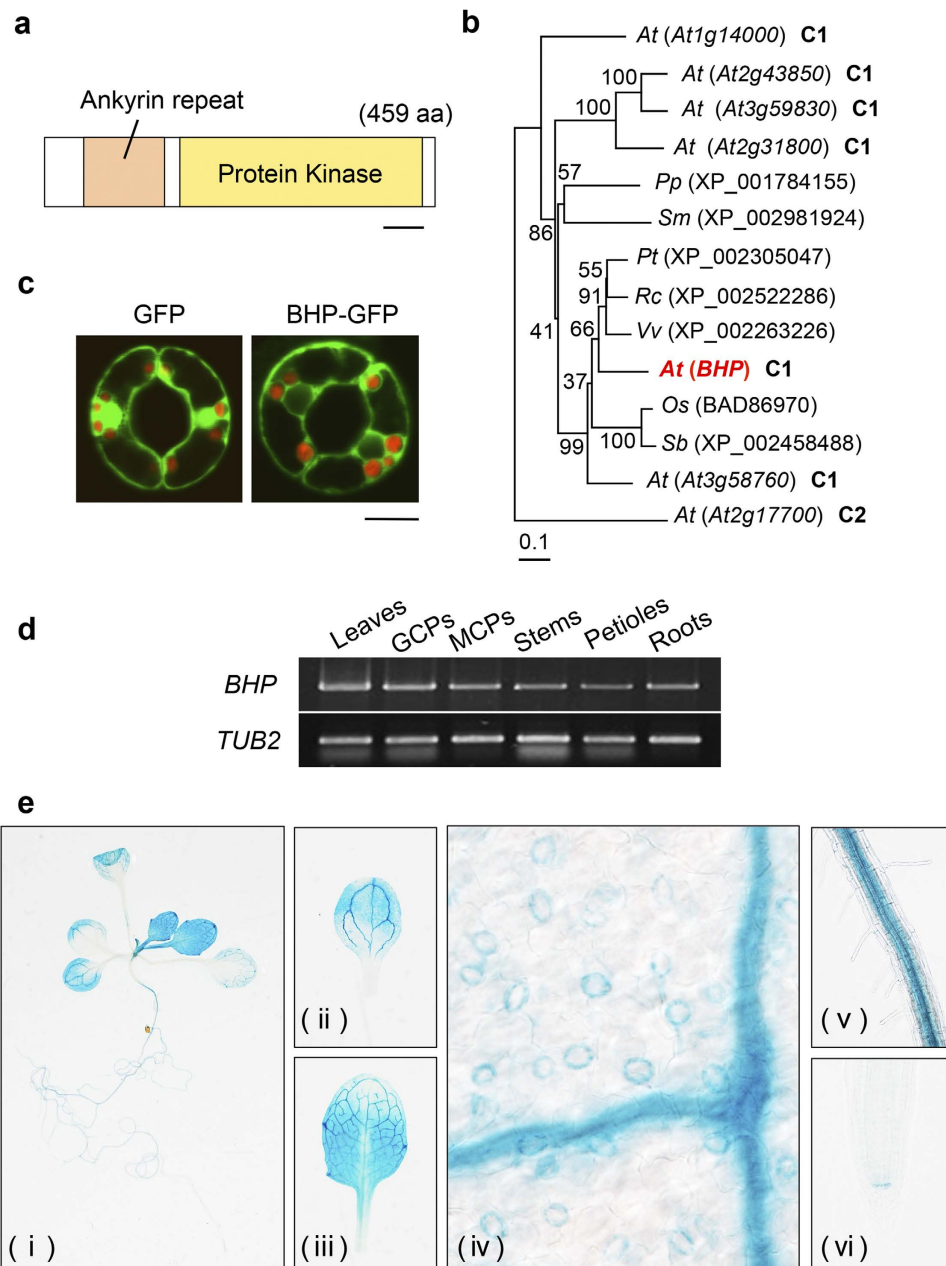 a
Ankyrin repeat
(459 aa)
Protein Kinase
b
At (At1g14000) C1
100
At (At2g43850) C1
100
At (At3g59830) C1
At (At2g31800) C1
57
Pp (XP_001784155)
86
Sm (XP_002981924)
55
Pt (XP_002305047)
91
Rc (XP_002522286)
41
66
Vv (XP_002263226)
37
At (BHP) C1
Os (BAD86970)
99
100
Sb (XP_002458488)
At (At3g58760) C1
At (At2g17700) C2
0.1
c
GFP
BHP-GFP
d
Leaves
GCPs
MCPs
Stems
Petioles
Roots
BHP
TUB2
e
( i )
( ii )
(iii)
(iv)
( v )
( vi )